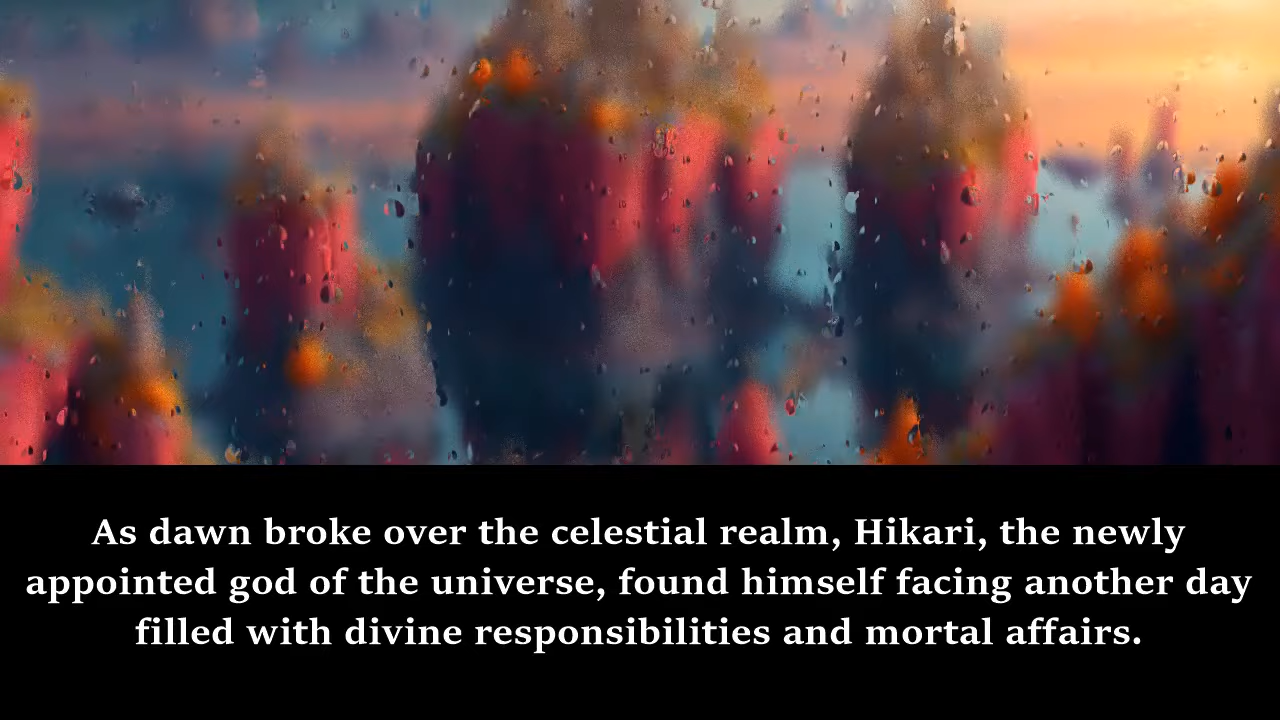 As dawn broke over the celestial realm, Hikari, the newly
appointed god of the universe, found himself facing another day
filled with divine responsibilities and mortal affairs.